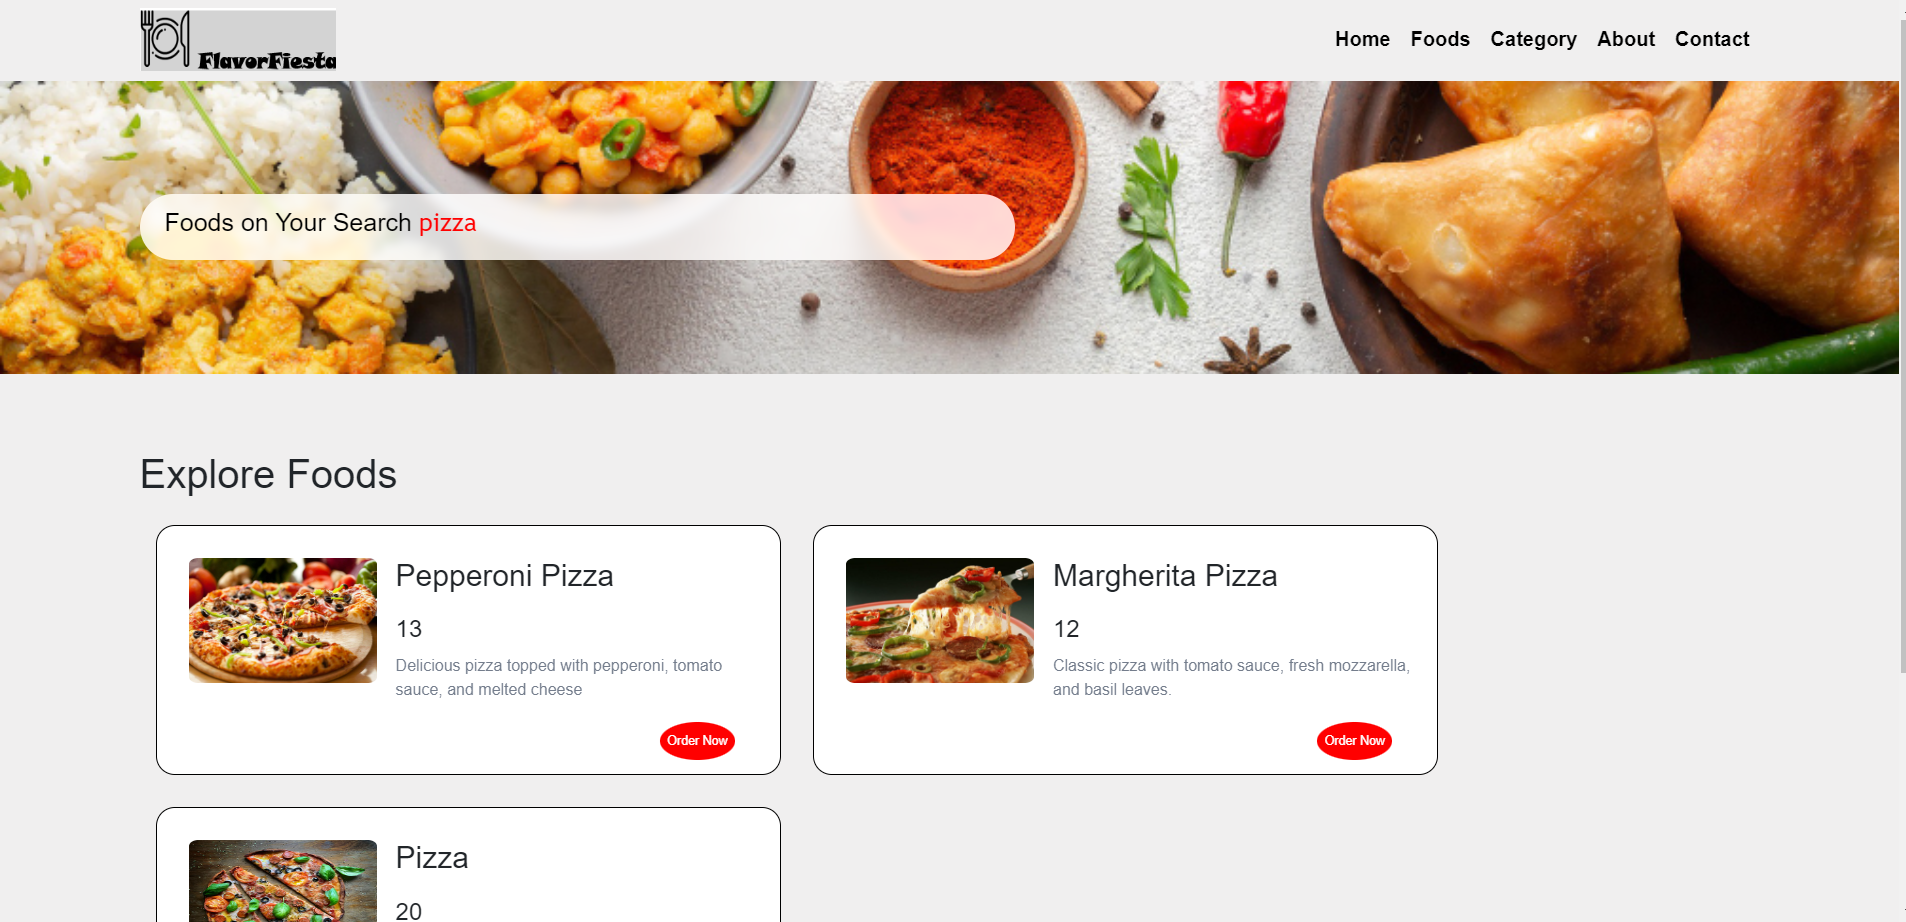 FlavorFiesta
Home Foods Category About Contact
Foods on Your Search pizza
Explore Foods
Pepperoni Pizza
13
Delicious pizza topped with pepperoni, tomato
sauce, and melted cheese
Order Now
Margherita Pizza
12
Classic pizza with tomato sauce, fresh mozzarella,
and basil leaves.
Order Now
Pizza
20